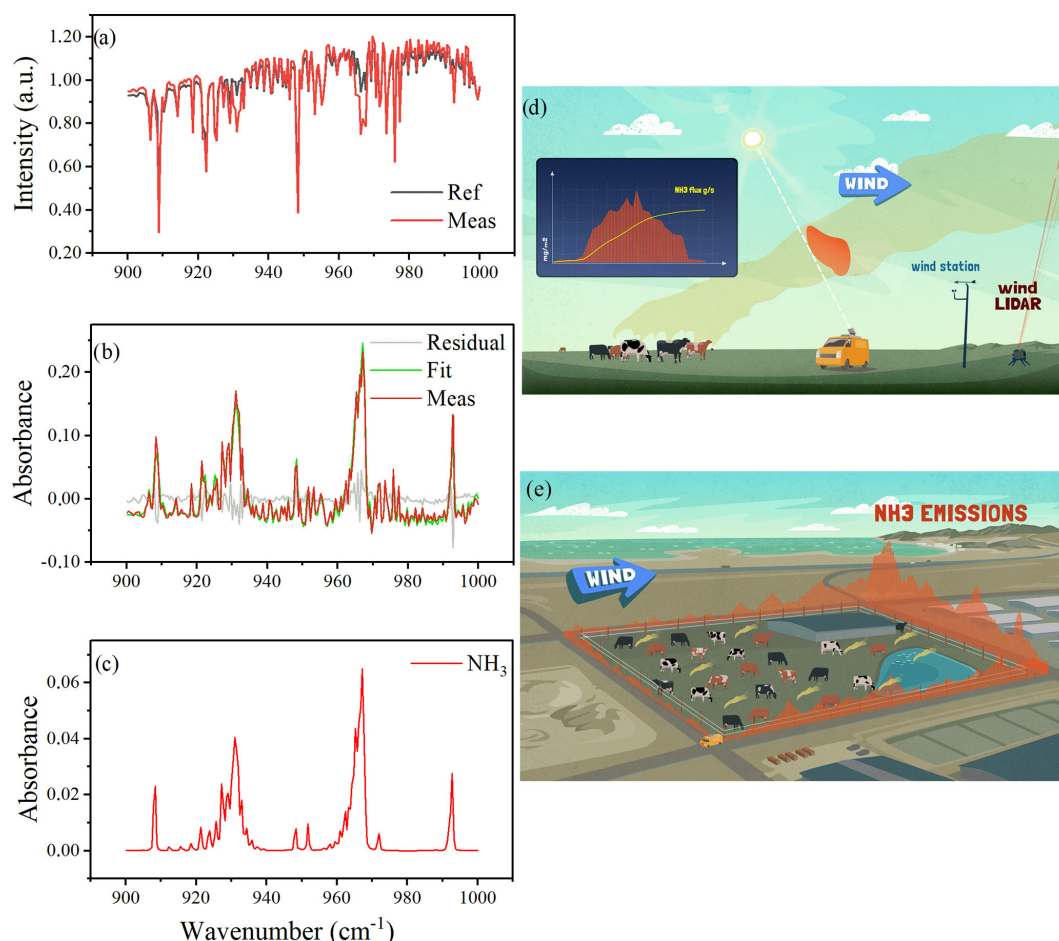 (a)
Intensity (a.u.)
1.20
1.00
0.80
0.60
0.40
0.20
Ref
Meas
900
920
940
960
980
1000
(b)
Absorbance
0.20
0.10
0.00
-0.10
Residual
Fit
Meas
900
920
940
960
980
1000
(c)
Absorbance
0.06
0.04
0.02
0.00
NH3
900
920
940
960
980
1000
Wavenumber (cm-1)
(d)
NH3 flux g/s
mg/m2
WIND
wind station
wind
LIDAR
(e)
NH3 EMISSIONS
WIND